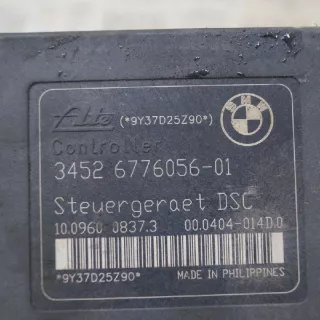 Ate (*9Y37D25Z90*)
BMW
Controller
3452 6776056-01
Steuergeraet DSC
10.0960-0837.3 00.0404-014D.0
*9Y37D25Z90* MADE IN PHILIPPINES